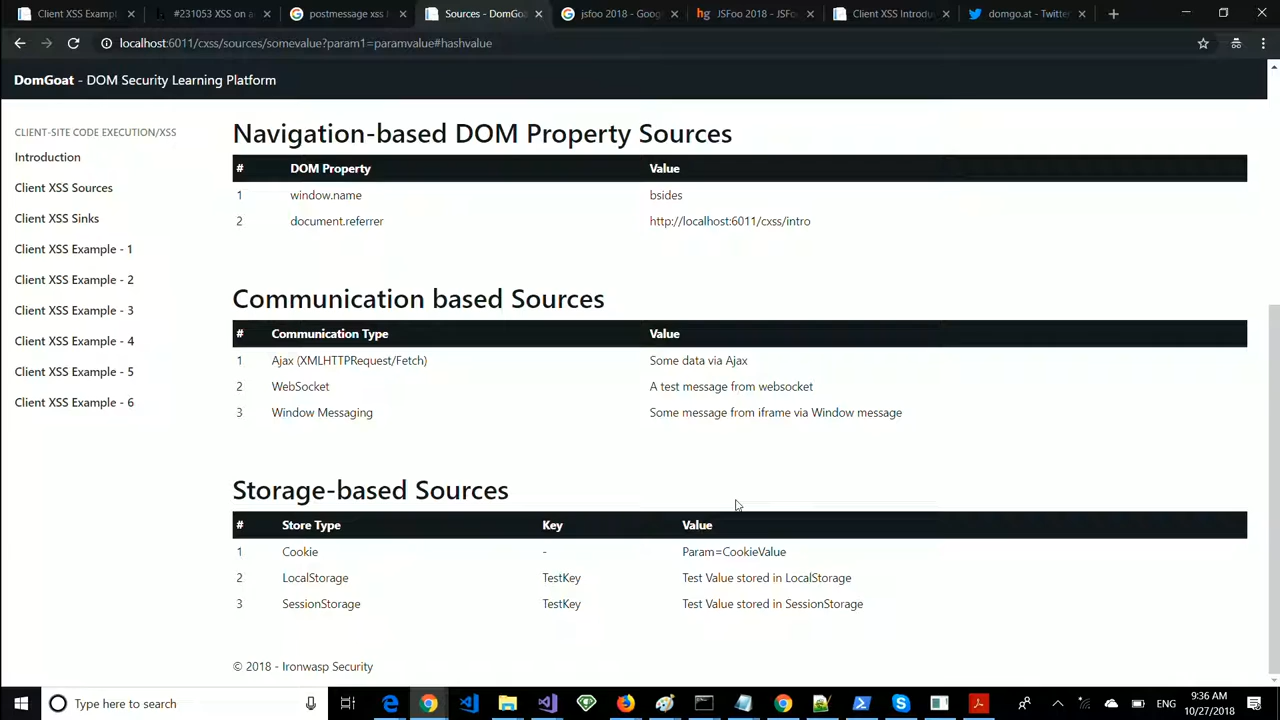 Client XSS Exampl
#231053 XSS on a
postmessage xss
Sources - DomGoa
jsfoo 2018 - Goog
JSFoo 2018 - JSFo
Client XSS Introdu
domgo.at - Twitter
localhost:6011/cxss/sources/somevalue?param1=paramvalue#hashvalue
DomGoat - DOM Security Learning Platform
CLIENT-SITE CODE EXECUTION/XSS
Introduction
Client XSS Sources
Client XSS Sinks
Client XSS Example - 1
Client XSS Example - 2
Client XSS Example - 3
Client XSS Example - 4
Client XSS Example - 5
Client XSS Example - 6
Navigation-based DOM Property Sources
# DOM Property Value
1 window.name bsides
2 document.referrer http://localhost:6011/cxss/intro
Communication based Sources
# Communication Type Value
1 Ajax (XMLHTTPRequest/Fetch) Some data via Ajax
2 WebSocket A test message from websocket
3 Window Messaging Some message from iframe via Window message
Storage-based Sources
# Store Type Key Value
1 Cookie - Param=CookieValue
2 LocalStorage TestKey Test Value stored in LocalStorage
3 SessionStorage TestKey Test Value stored in SessionStorage
© 2018 - Ironwasp Security
Type here to search
ENG
9:36 AM
10/27/2018